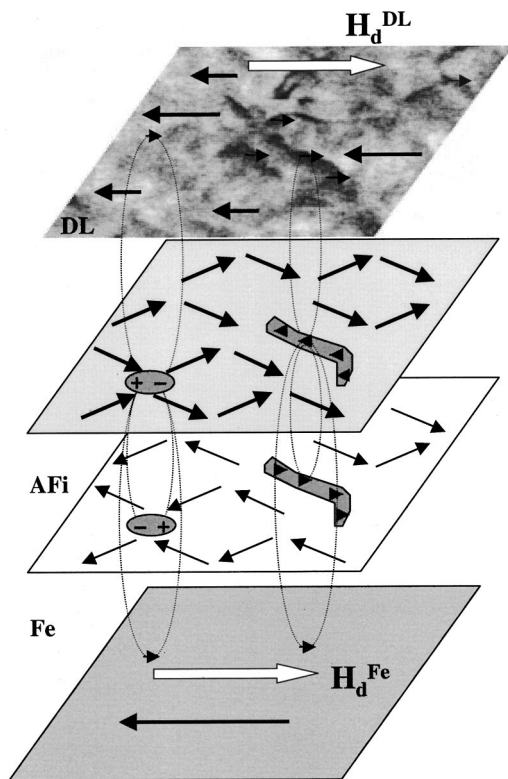 H_d^DL
DL
+ −
AFi
− +
Fe
H_d^Fe